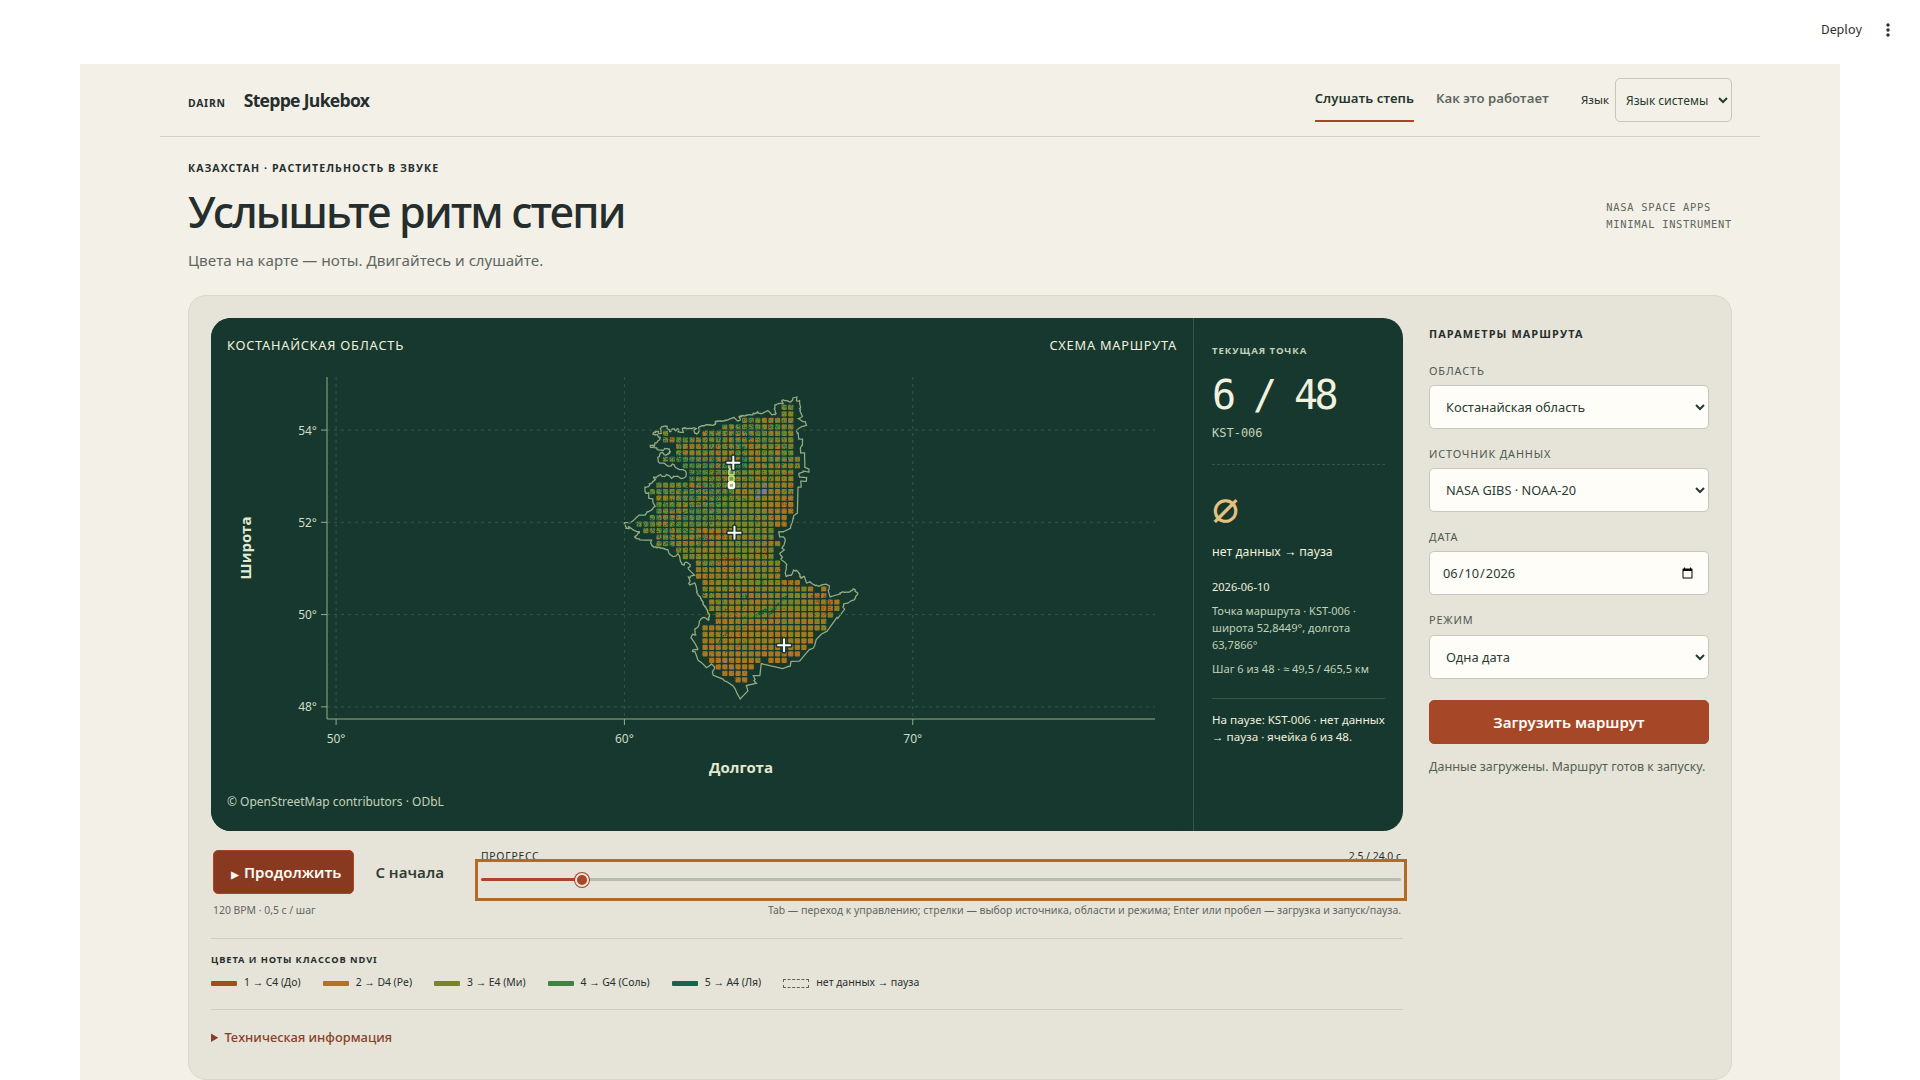 Deploy
DAIRN Steppe Jukebox
Слушать степь Как это работает Язык Язык системы
КАЗАХСТАН · РАСТИТЕЛЬНОСТЬ В ЗВУКЕ
Услышьте ритм степи
NASA SPACE APPS
MINIMAL INSTRUMENT
Цвета на карте — ноты. Двигайтесь и слушайте.
КОСТАНАЙСКАЯ ОБЛАСТЬ
СХЕМА МАРШРУТА
54°
52°
50°
48°
Широта
50° 60° 70°
Долгота
© OpenStreetMap contributors · ODbL
ТЕКУЩАЯ ТОЧКА
6 / 48
KST-006
∅
нет данных → пауза
2026-06-10
Точка маршрута · KST-006 ·
широта 52,8449°, долгота
63,7866°
Шаг 6 из 48 · ≈ 49,5 / 465,5 км
На паузе: KST-006 · нет данных
→ пауза · ячейка 6 из 48.
ПАРАМЕТРЫ МАРШРУТА
ОБЛАСТЬ
Костанайская область
ИСТОЧНИК ДАННЫХ
NASA GIBS · NOAA-20
ДАТА
06/10/2026
РЕЖИМ
Одна дата
Загрузить маршрут
Данные загружены. Маршрут готов к запуску.
▶ Продолжить
С начала
ПРОГРЕСС
2,5 / 24,0 с
120 BPM · 0,5 с / шаг
Tab — переход к управлению; стрелки — выбор источника, области и режима; Enter или пробел — загрузка и запуск/пауза.
ЦВЕТА И НОТЫ КЛАССОВ NDVI
1 → C4 (До) 2 → D4 (Ре) 3 → E4 (Ми) 4 → G4 (Соль) 5 → A4 (Ля) нет данных → пауза
▶ Техническая информация